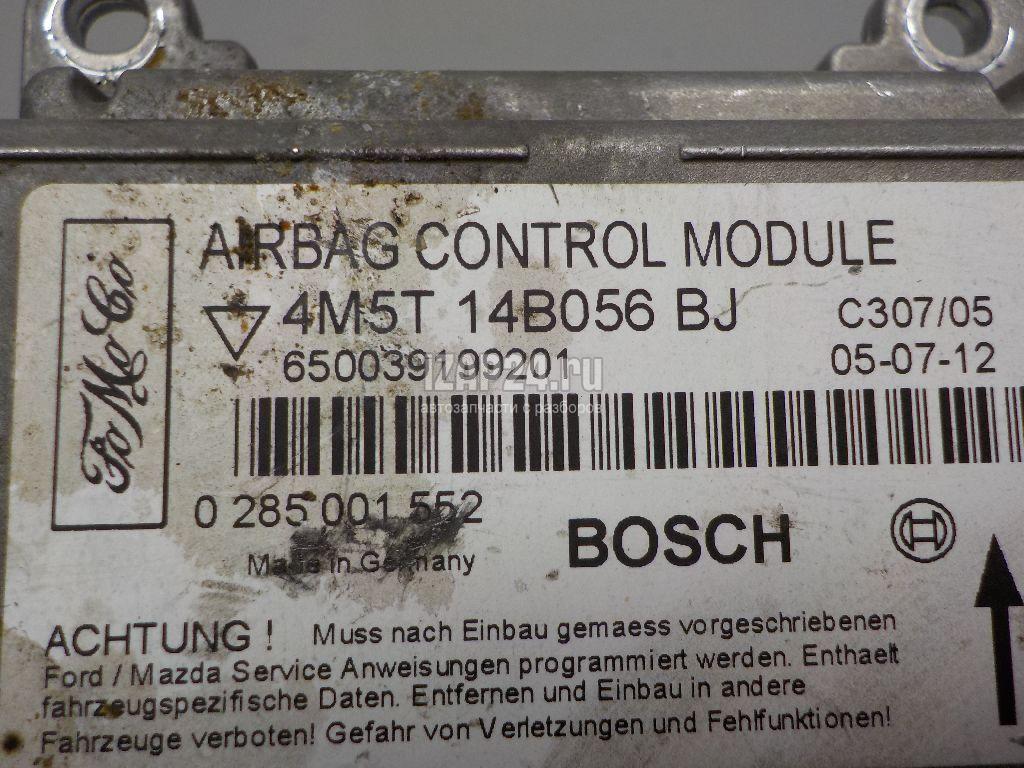 AIRBAG CONTROL MODULE
FoMoCo
4M5T 14B056 BJ
C307/05
650039199201
05-07-12
IZAP24.ru
автозапчасти с разборов
0 285 001 552
BOSCH
Made in Germany
ACHTUNG ! Muss nach Einbau gemaess vorgeschriebenen
Ford / Mazda Service Anweisungen programmiert werden. Enthaelt
fahrzeugspezifische Daten. Entfernen und Einbau in andere
Fahrzeuge verboten! Gefahr von Verletzungen und Fehlfunktionen!